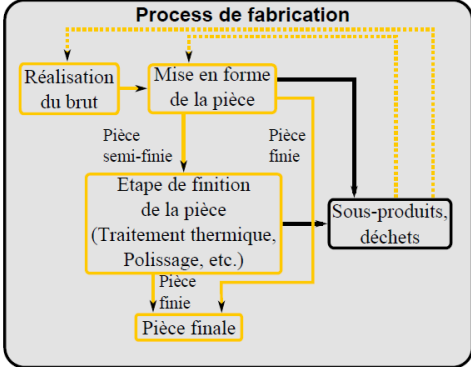 Process de fabrication
Réalisation
du brut
Mise en forme
de la pièce
Pièce
semi-finie
Pièce
finie
Etape de finition
de la pièce
(Traitement thermique,
Polissage, etc.)
Sous-produits,
déchets
Pièce
finie
Pièce finale